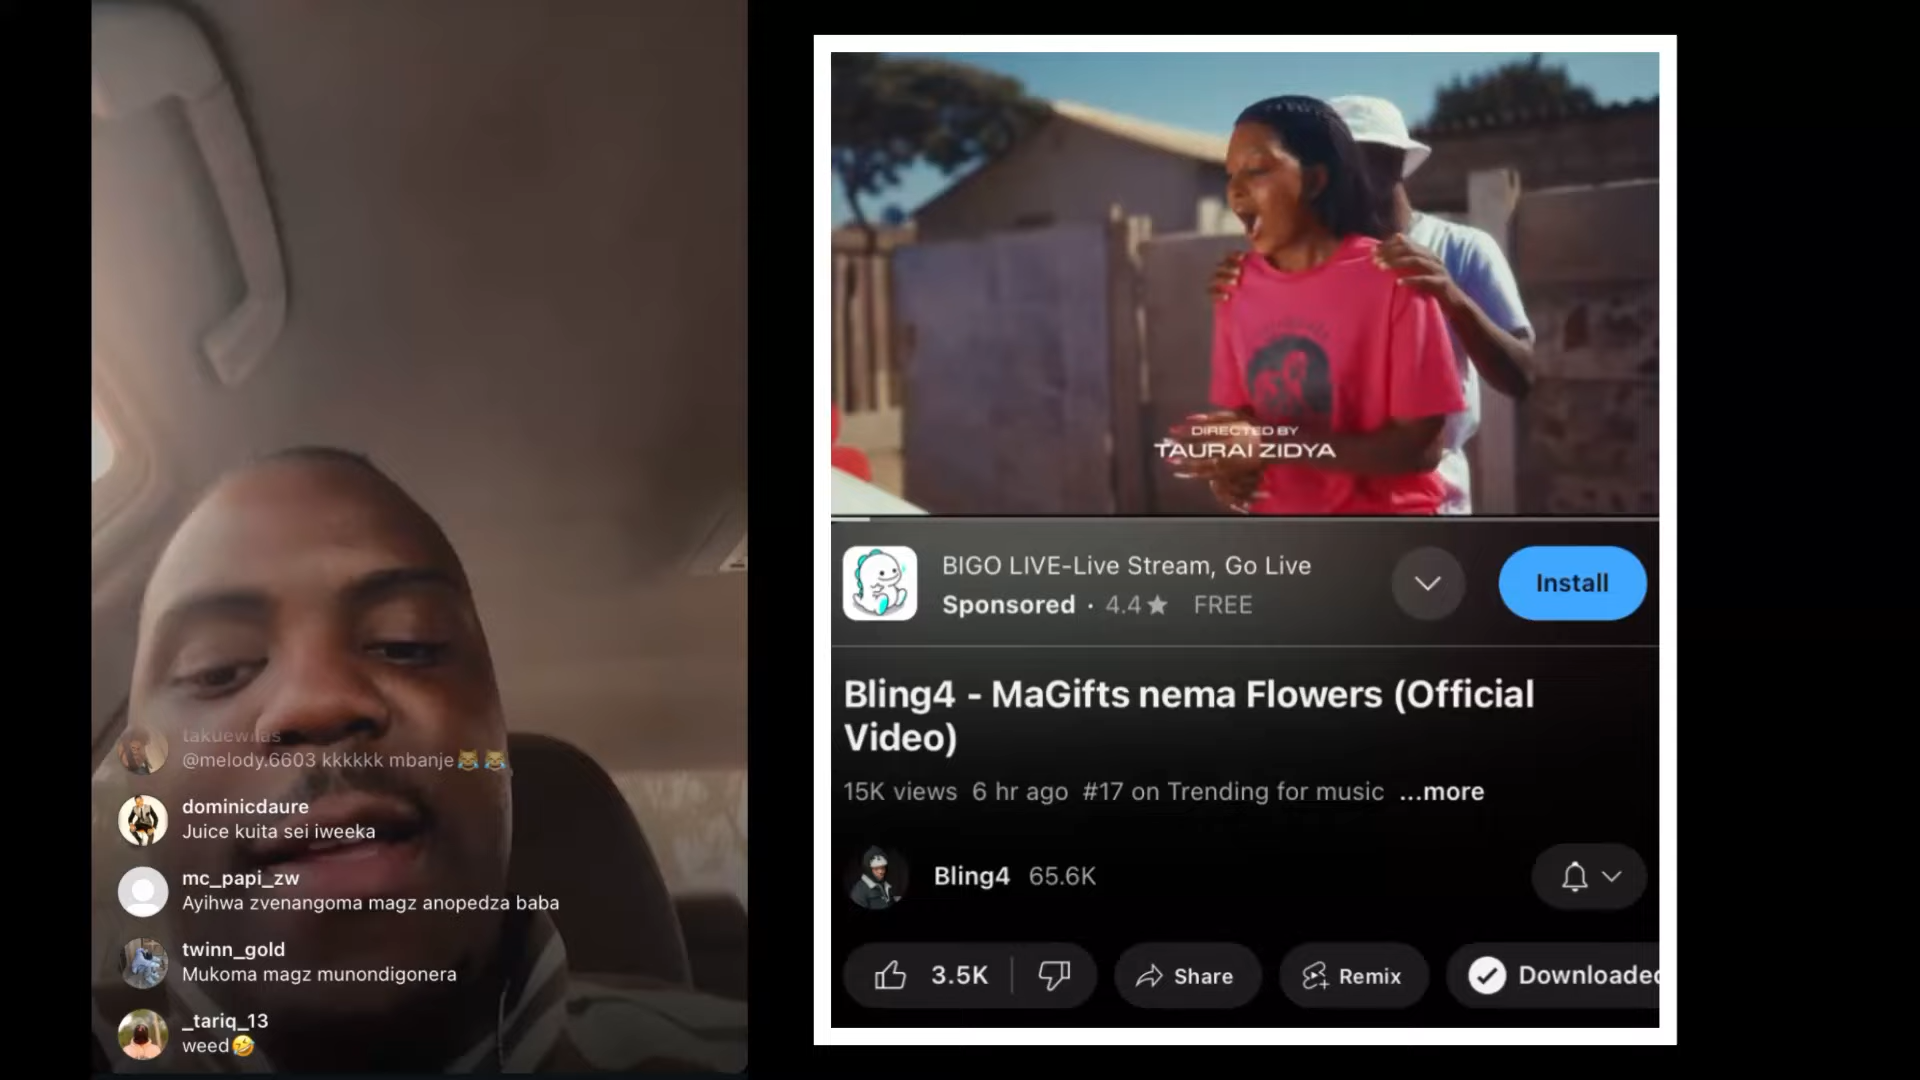 takuewilas
@melody.6603 kkkkkk mbanje😹😹
dominicdaure
Juice kuita sei iweeka
mc_papi_zw
Ayihwa zvenangoma magz anopedza baba
twinn_gold
Mukoma magz munondigonera
_tariq_13
weed🤣
DIRECTED BY
TAURAI ZIDYA
BIGO LIVE-Live Stream, Go Live
Sponsored · 4.4★ FREE
Install
Bling4 - MaGifts nema Flowers (Official
Video)
15K views 6 hr ago #17 on Trending for music ...more
Bling4 65.6K
3.5K
Share
Remix
Downloaded